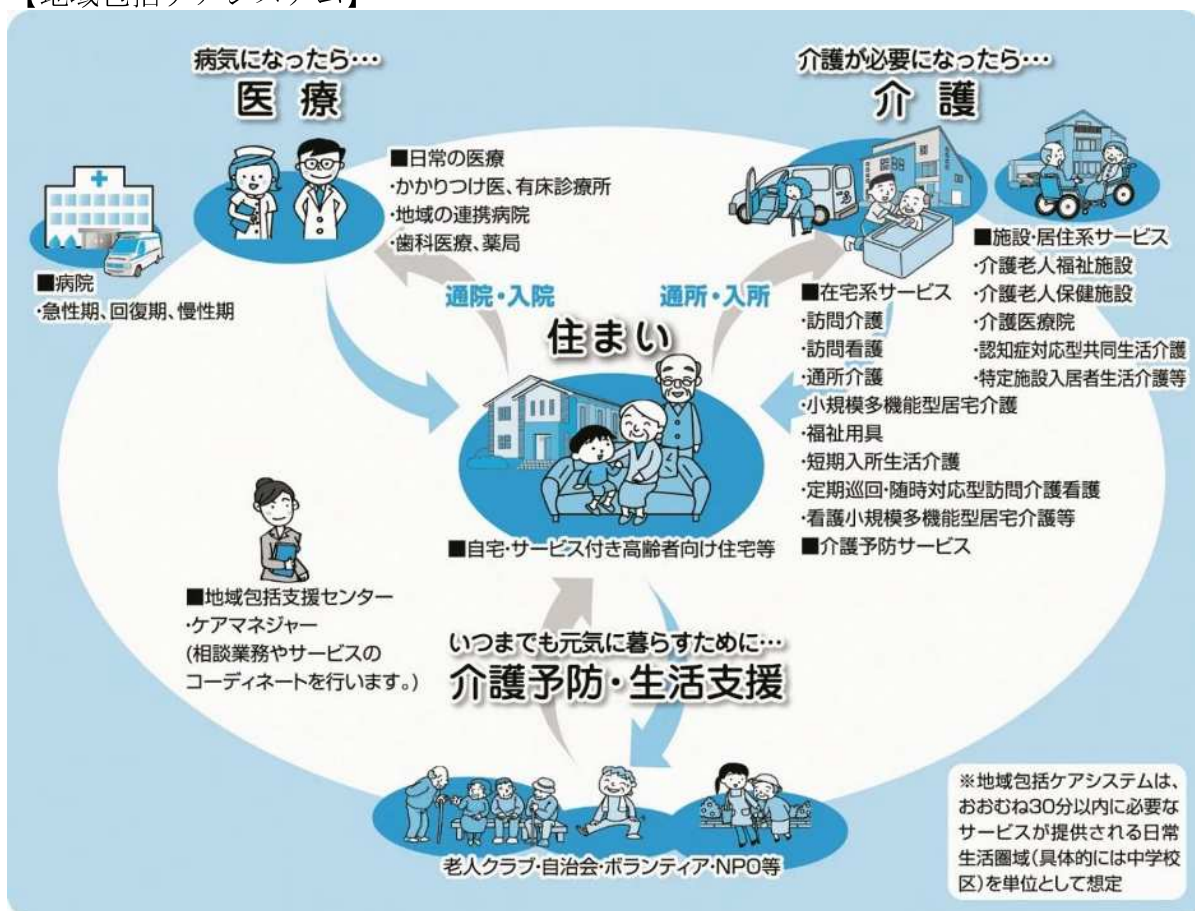 【地域包括ケアシステム】
病気になったら…
医療
■病院
・急性期、回復期、慢性期
■日常の医療
・かかりつけ医、有床診療所
・地域の連携病院
・歯科医療、薬局
通院・入院
介護が必要になったら…
介護
通所・入所
■在宅系サービス
・訪問介護
・訪問看護
・通所介護
・小規模多機能型居宅介護
・福祉用具
・短期入所生活介護
・定期巡回・随時対応型訪問介護看護
・看護小規模多機能型居宅介護等
■介護予防サービス
■施設・居住系サービス
・介護老人福祉施設
・介護老人保健施設
・介護医療院
・認知症対応型共同生活介護
・特定施設入居者生活介護等
住まい
■自宅・サービス付き高齢者向け住宅等
■地域包括支援センター
・ケアマネジャー
(相談業務やサービスの
コーディネートを行います。)
いつまでも元気に暮らすために…
介護予防・生活支援
老人クラブ・自治会・ボランティア・NPO等
※地域包括ケアシステムは、
おおむね30分以内に必要な
サービスが提供される日常
生活圏域(具体的には中学校
区)を単位として想定